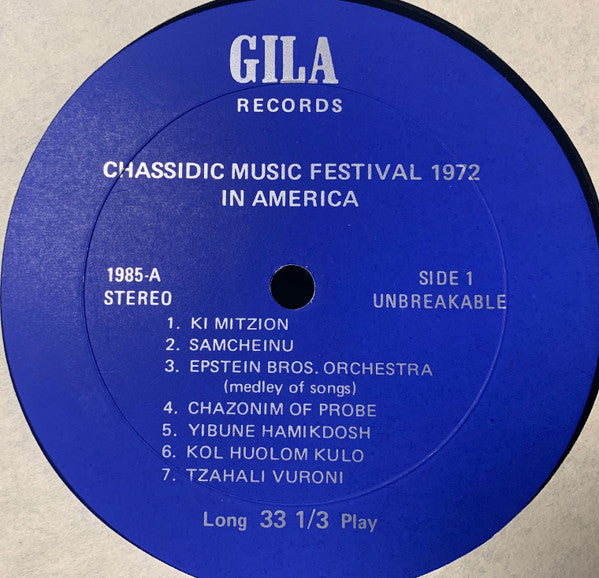 GILA
RECORDS
CHASSIDIC MUSIC FESTIVAL 1972
IN AMERICA
1985-A
STEREO
SIDE 1
UNBREAKABLE
1. KI MITZION
2. SAMCHEINU
3. EPSTEIN BROS. ORCHESTRA
(medley of songs)
4. CHAZONIM OF PROBE
5. YIBUNE HAMIKDOSH
6. KOL HUOLOM KULO
7. TZAHALI VURONI
Long 33 1/3 Play